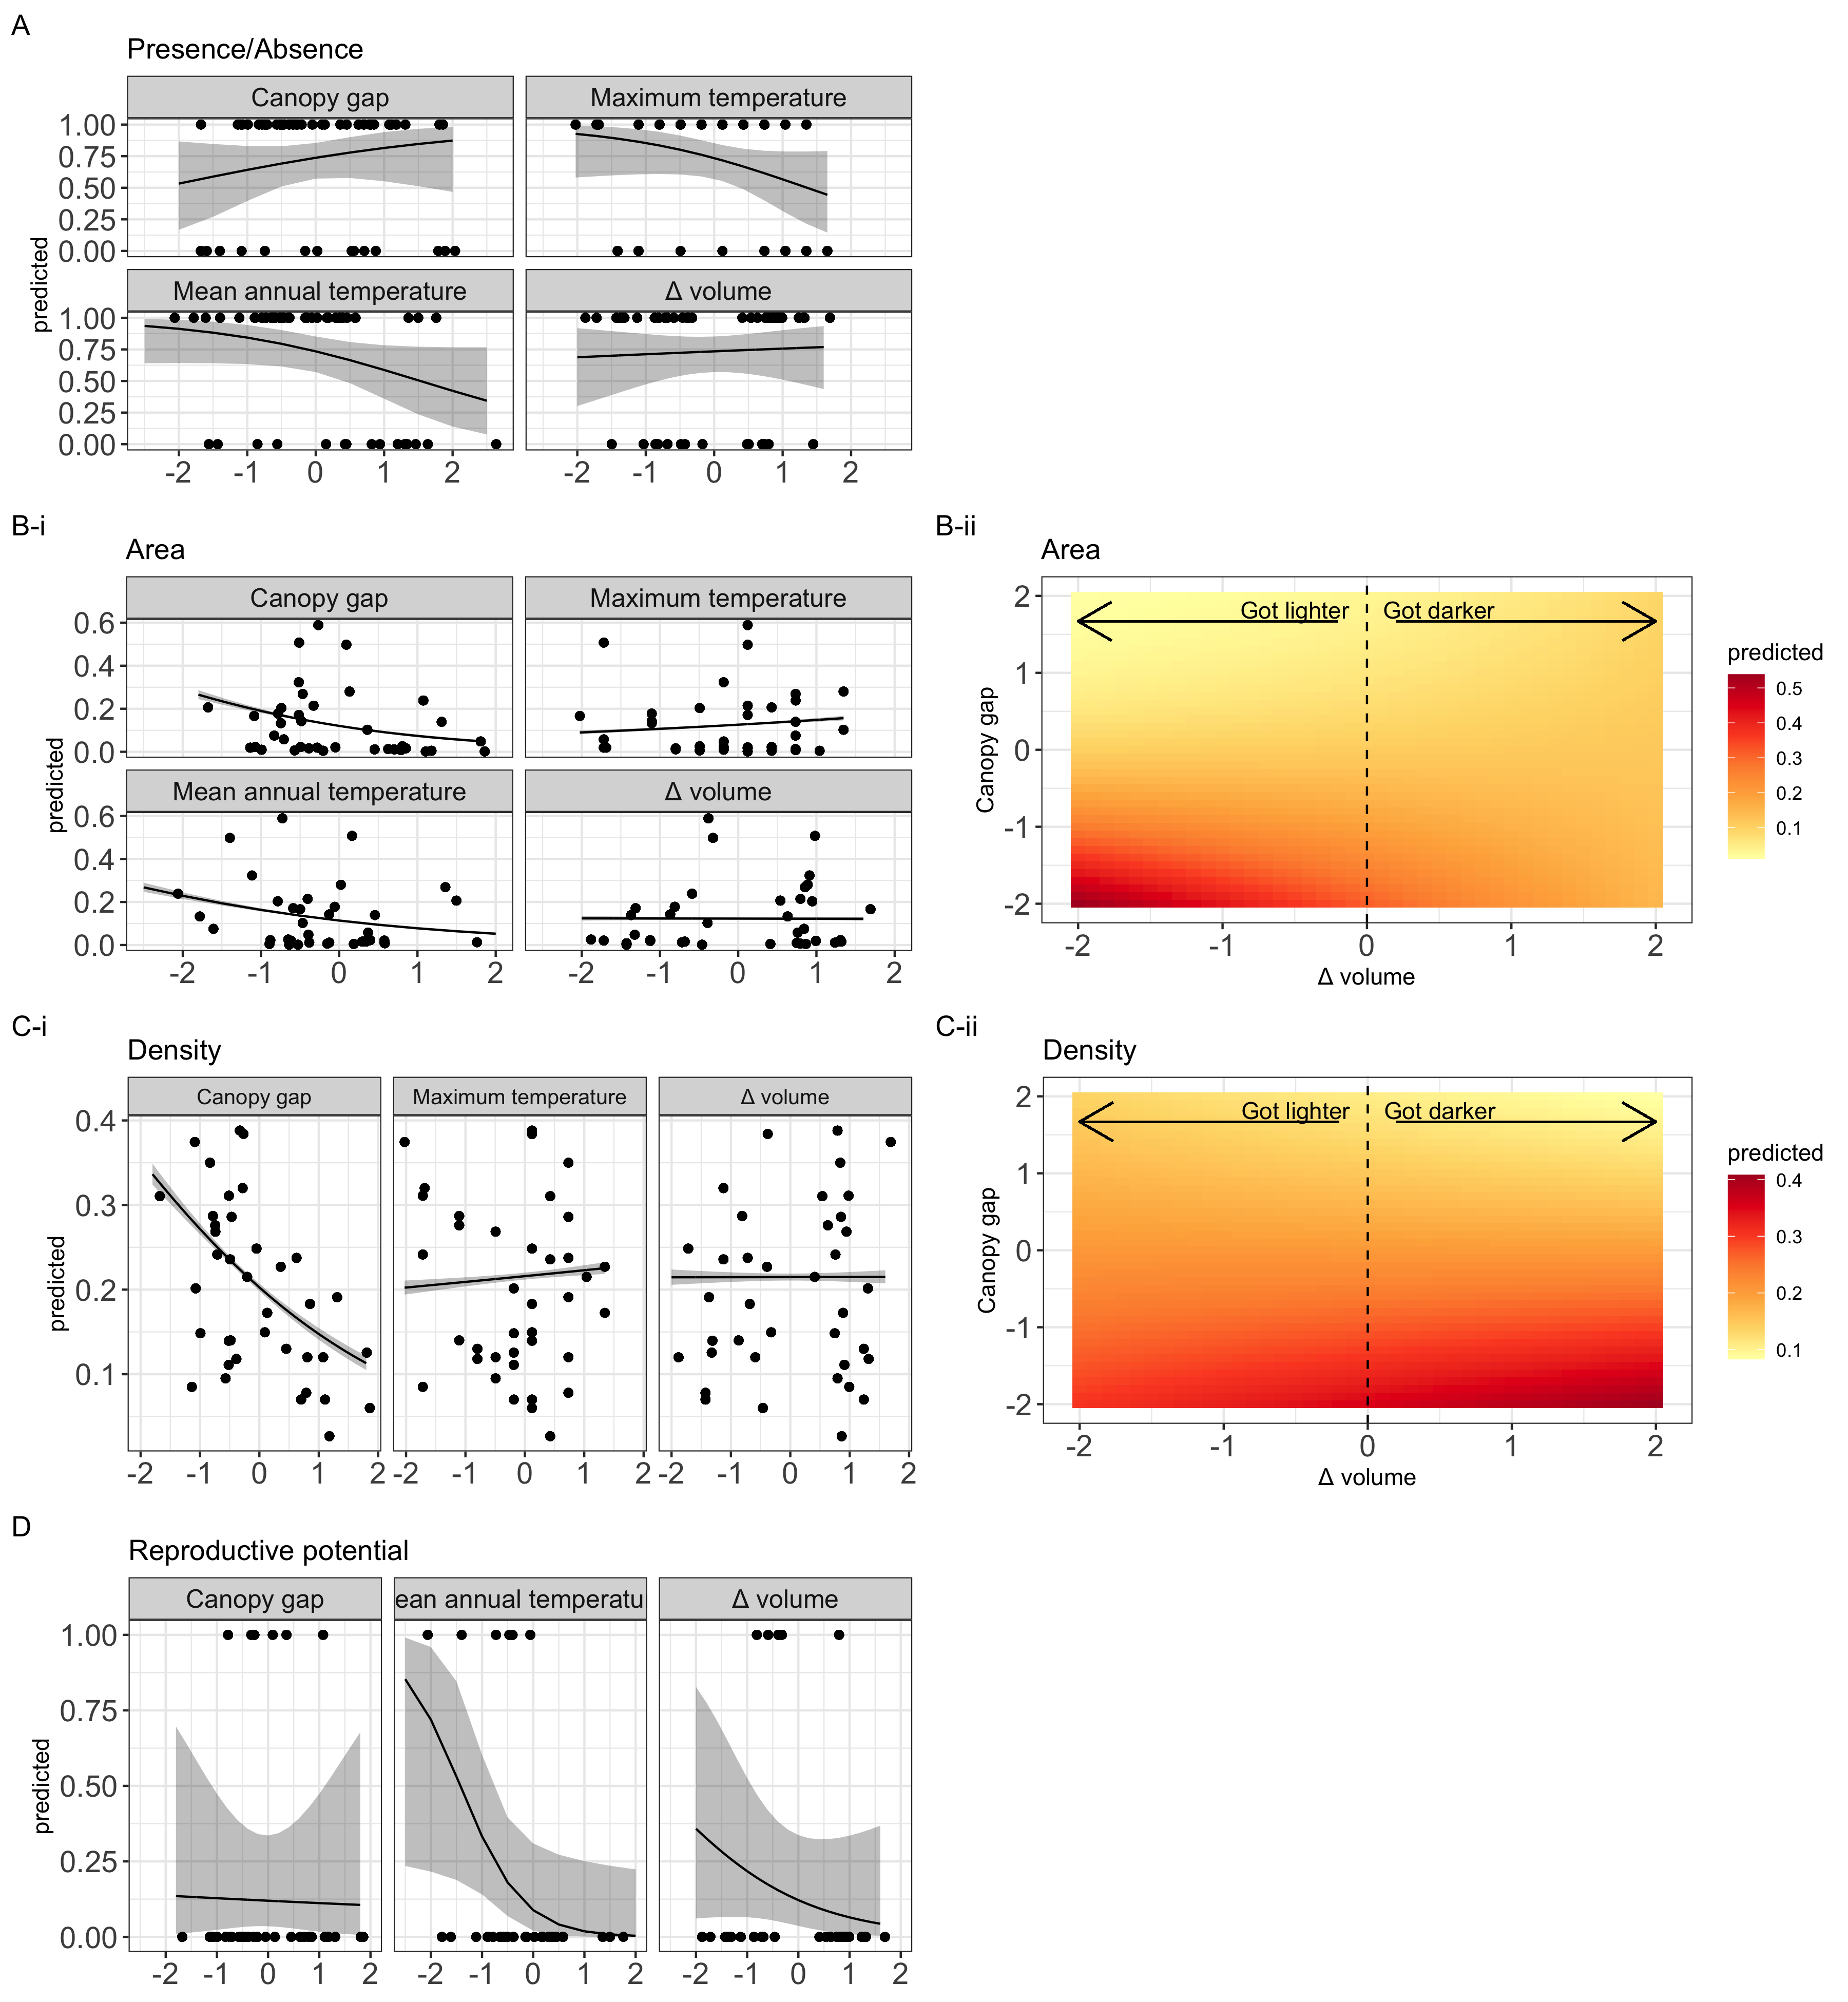 A
Presence/Absence
Canopy gap
Maximum temperature
1.00
0.75
0.50
0.25
0.00
predicted
Mean annual temperature
Δ volume
1.00
0.75
0.50
0.25
0.00
-2 -1 0 1 2
-2 -1 0 1 2
B-i
Area
Canopy gap
Maximum temperature
0.6
0.4
0.2
0.0
predicted
Mean annual temperature
Δ volume
0.6
0.4
0.2
0.0
-2 -1 0 1 2
-2 -1 0 1 2
B-ii
Area
Got lighter
Got darker
Canopy gap
2
1
0
-1
-2
-2 -1 0 1 2
Δ volume
predicted
0.5
0.4
0.3
0.2
0.1
C-i
Density
Canopy gap
Maximum temperature
Δ volume
0.4
0.3
0.2
0.1
predicted
-2 -1 0 1 2
-2 -1 0 1 2
-2 -1 0 1 2
C-ii
Density
Got lighter
Got darker
Canopy gap
2
1
0
-1
-2
-2 -1 0 1 2
Δ volume
predicted
0.4
0.3
0.2
0.1
D
Reproductive potential
Canopy gap
ean annual temperatu
Δ volume
1.00
0.75
0.50
0.25
0.00
predicted
-2 -1 0 1 2
-2 -1 0 1 2
-2 -1 0 1 2